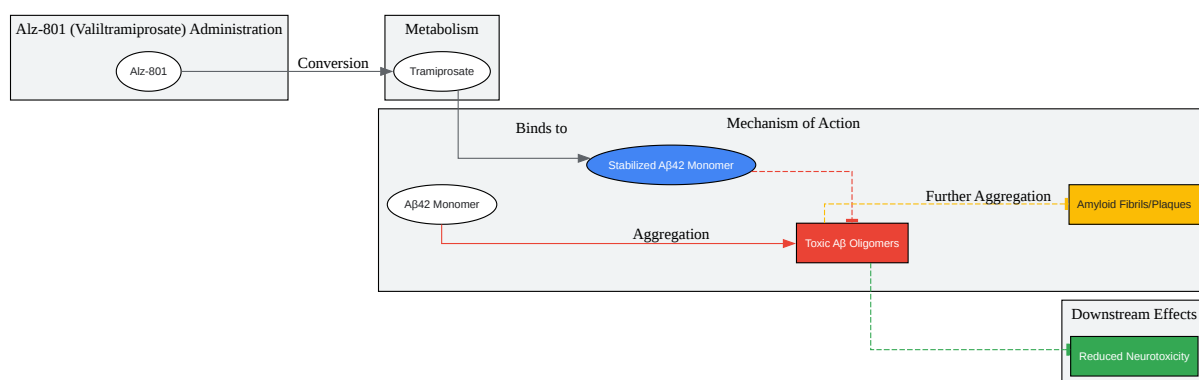 Alz-801 (Valiltramiprosate) Administration
Metabolism
Alz-801
Conversion
Tramiprosate
Mechanism of Action
Binds to
Stabilized Aβ42 Monomer
Aβ42 Monomer
Further Aggregation
Amyloid Fibrils/Plaques
Aggregation
Toxic Aβ Oligomers
Downstream Effects
Reduced Neurotoxicity